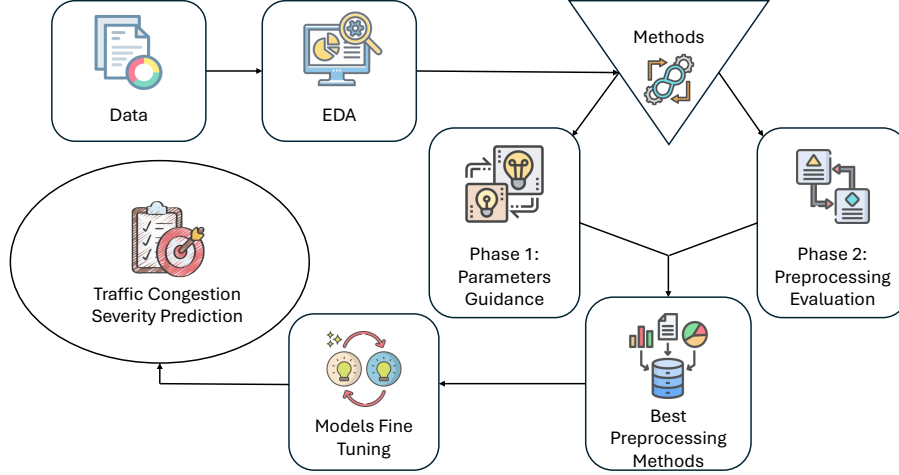 Data
EDA
Methods
Phase 1:
Parameters
Guidance
Phase 2:
Preprocessing
Evaluation
Best
Preprocessing
Methods
Models Fine
Tuning
Traffic Congestion
Severity Prediction